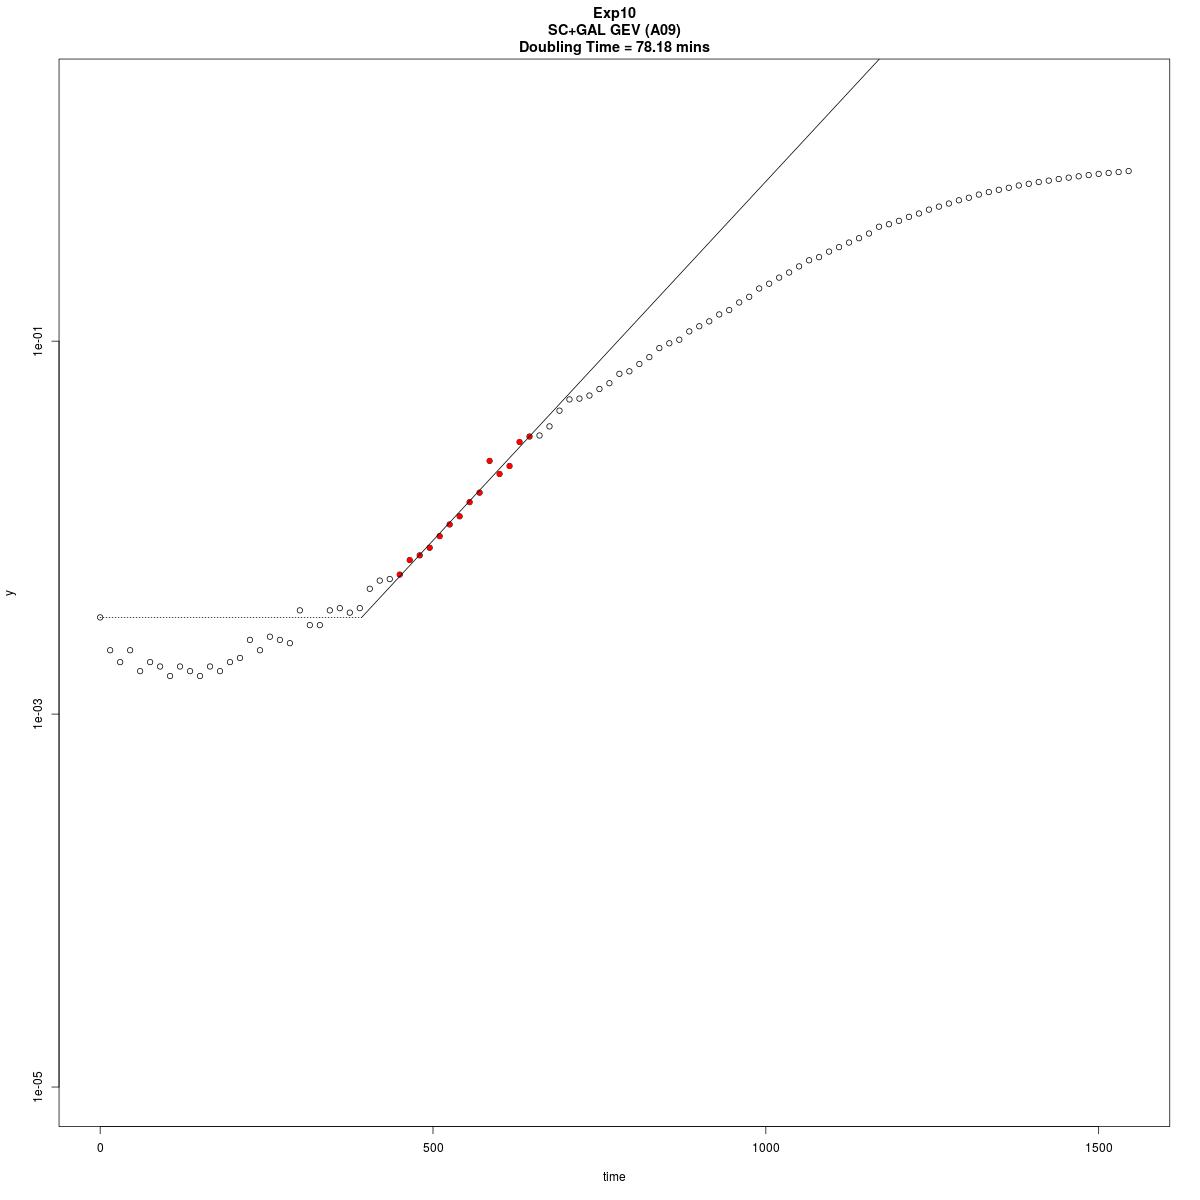 Exp10
SC+GAL GEV (A09)
Doubling Time = 78.18 mins
1e-01
1e-03
1e-05
y
0 500 1000 1500
time